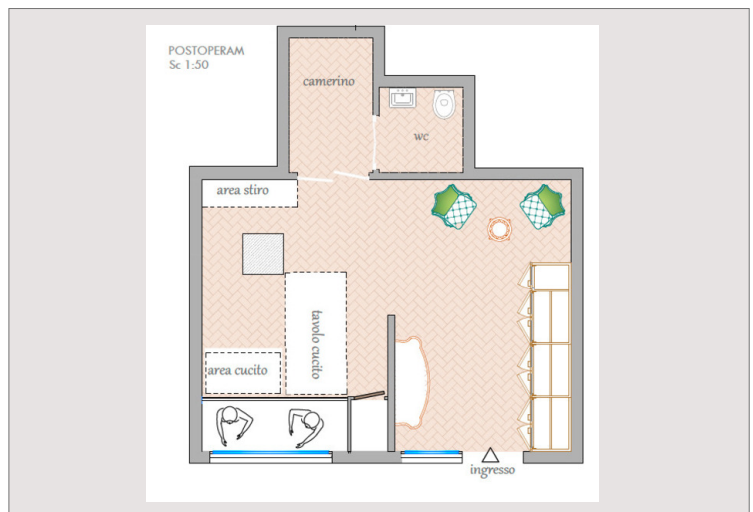 POSTOPERAM
Sc 1:50
camerino
wc
area stiro
tavolo cucito
area cucito
ingresso